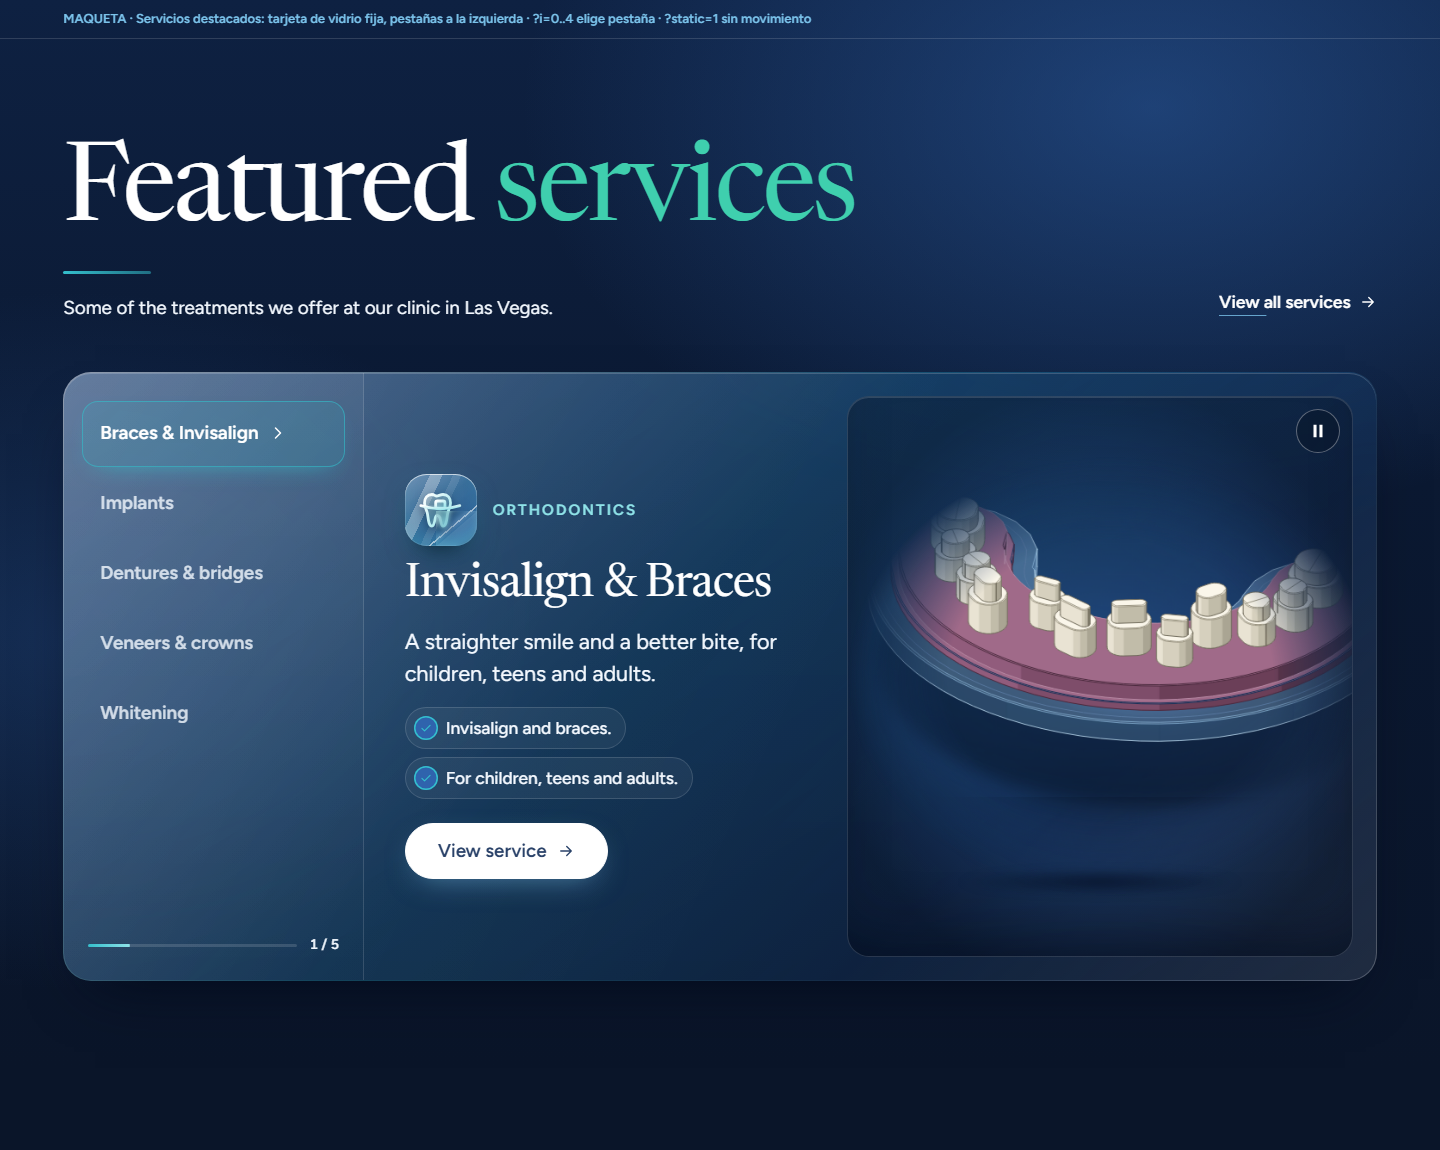 MAQUETA · Servicios destacados: tarjeta de vidrio fija, pestañas a la izquierda · ?i=0..4 elige pestaña · ?static=1 sin movimiento
Featured services
Some of the treatments we offer at our clinic in Las Vegas.
View all services
Braces & Invisalign
Implants
Dentures & bridges
Veneers & crowns
Whitening
1 / 5
ORTHODONTICS
Invisalign & Braces
A straighter smile and a better bite, for
children, teens and adults.
Invisalign and braces.
For children, teens and adults.
View service